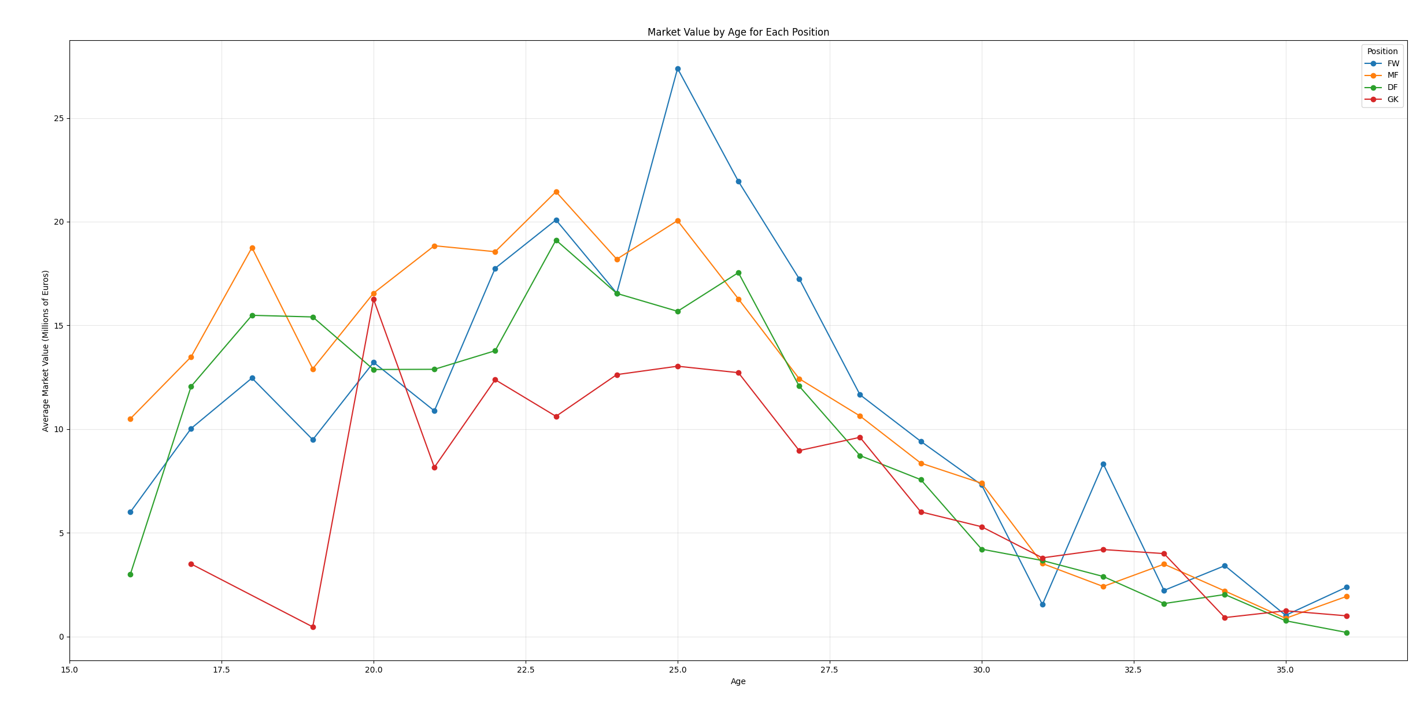 Market Value by Age for Each Position
Position
FW
MF
DF
GK
Average Market Value (Millions of Euros)
25
20
15
10
5
0
15.0 17.5 20.0 22.5 25.0 27.5 30.0 32.5 35.0
Age